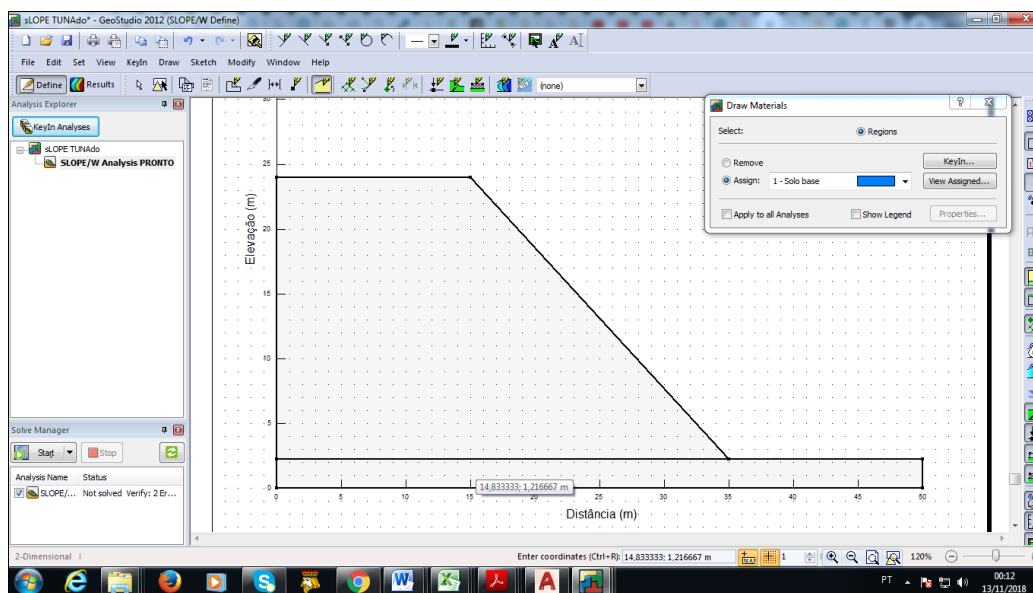 sLOPE TUNAdo* - GeoStudio 2012 (SLOPE/W Define)
File Edit Set View KeyIn Draw Sketch Modify Window Help
Define Results (none)
Analysis Explorer
KeyIn Analyses
sLOPE TUNAdo
SLOPE/W Analysis PRONTO
Draw Materials
Select: Regions
Remove KeyIn...
Assign: 1 - Solo base View Assigned...
Apply to all Analyses Show Legend Properties...
Elevação (m)
25
20
15
10
5
0
0 5 10 15 20 25 30 35 40 45 50
14,833333; 1,216667 m
Distância (m)
Solve Manager
Start Stop
Analysis Name Status
SLOPE/... Not solved Verify: 2 Er...
2-Dimensional
Enter coordinates (Ctrl+R): 14,833333; 1,216667 m 1 120%
PT 00:12
13/11/2018